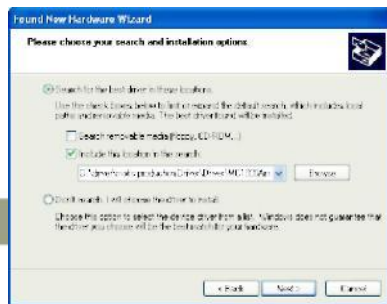 Found New Hardware Wizard
Please choose your search and installation options.
Search for the best driver in these locations.
Use the check boxes below to limit or expand the default search, which includes local
paths and removable media. The best driver found will be installed.
Search removable media (floppy, CD-ROM...)
Include this location in the search:
Browse
Don't search. I will choose the driver to install.
Choose this option to select the device driver from a list. Windows does not guarantee that
the driver you choose will be the best match for your hardware.
< Back Next > Cancel